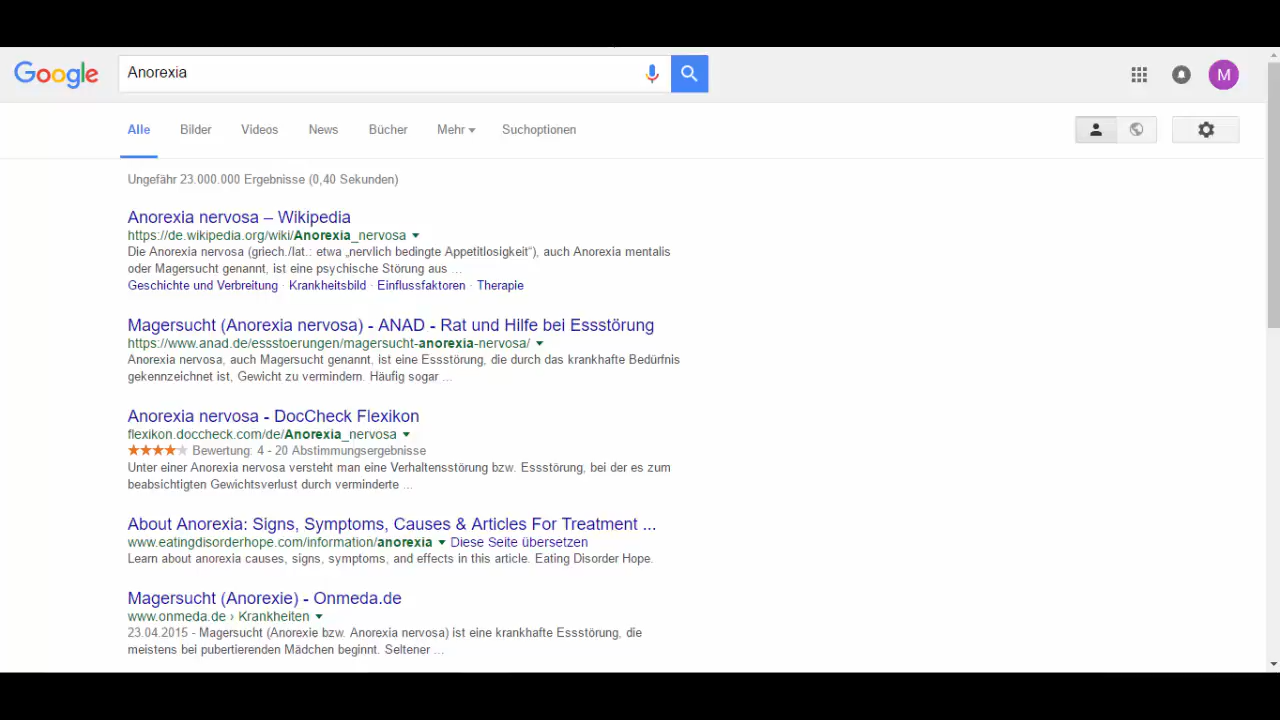 Google
Anorexia
M
Alle Bilder Videos News Bücher Mehr Suchoptionen
Ungefähr 23.000.000 Ergebnisse (0,40 Sekunden)
Anorexia nervosa – Wikipedia
https://de.wikipedia.org/wiki/Anorexia_nervosa
Die Anorexia nervosa (griech./lat.: etwa „nervlich bedingte Appetitlosigkeit“), auch Anorexia mentalis
oder Magersucht genannt, ist eine psychische Störung aus ...
Geschichte und Verbreitung · Krankheitsbild · Einflussfaktoren · Therapie
Magersucht (Anorexia nervosa) - ANAD - Rat und Hilfe bei Essstörung
https://www.anad.de/essstoerungen/magersucht-anorexia-nervosa/
Anorexia nervosa, auch Magersucht genannt, ist eine Essstörung, die durch das krankhafte Bedürfnis
gekennzeichnet ist, Gewicht zu vermindern. Häufig sogar ...
Anorexia nervosa - DocCheck Flexikon
flexikon.doccheck.com/de/Anorexia_nervosa
Bewertung: 4 - 20 Abstimmungsergebnisse
Unter einer Anorexia nervosa versteht man eine Verhaltensstörung bzw. Essstörung, bei der es zum
beabsichtigten Gewichtsverlust durch verminderte ...
About Anorexia: Signs, Symptoms, Causes & Articles For Treatment ...
www.eatingdisorderhope.com/information/anorexia Diese Seite übersetzen
Learn about anorexia causes, signs, symptoms, and effects in this article. Eating Disorder Hope.
Magersucht (Anorexie) - Onmeda.de
www.onmeda.de › Krankheiten
23.04.2015 - Magersucht (Anorexie bzw. Anorexia nervosa) ist eine krankhafte Essstörung, die
meistens bei pubertierenden Mädchen beginnt. Seltener ...